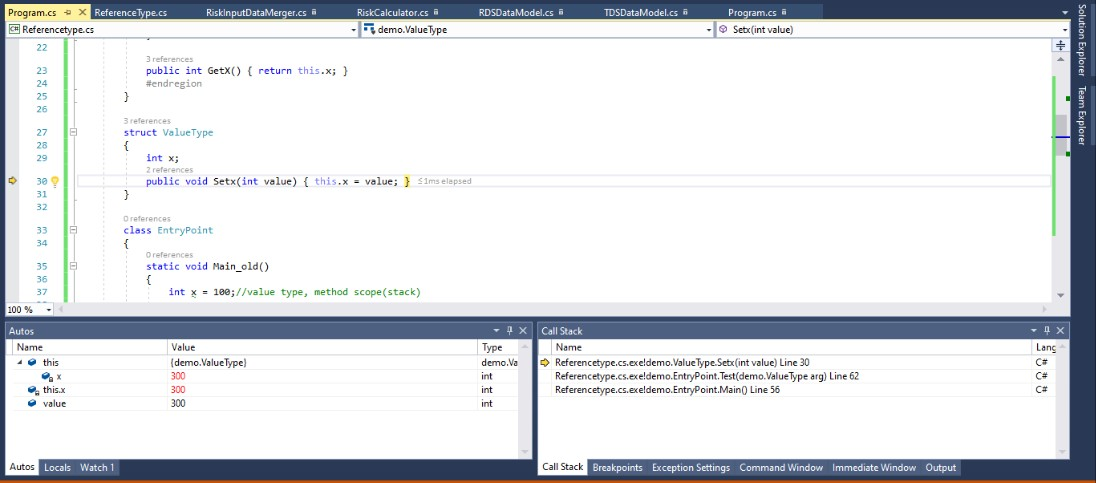 Program.cs ReferenceType.cs RiskInputDataMerger.cs RiskCalculator.cs RDSDataModel.cs TDSDataModel.cs Program.cs
Referencetype.cs demo.ValueType Setx(int value)
22
3 references
23 public int GetX() { return this.x; }
24 #endregion
25 }
26
3 references
27 struct ValueType
28 {
29 int x;
2 references
30 public void Setx(int value) { this.x = value; } ≤1ms elapsed
31 }
32
0 references
33 class EntryPoint
34 {
0 references
35 static void Main_old()
36 {
37 int x = 100;//value type, method scope(stack)
100 %
Solution Explorer
Team Explorer
Autos
Name Value Type
this {demo.ValueType} demo.Va
x 300 int
this.x 300 int
value 300 int
Autos Locals Watch 1
Call Stack
Name Lang
Referencetype.cs.exe!demo.ValueType.Setx(int value) Line 30 C#
Referencetype.cs.exe!demo.EntryPoint.Test(demo.ValueType arg) Line 62 C#
Referencetype.cs.exe!demo.EntryPoint.Main() Line 56 C#
Call Stack Breakpoints Exception Settings Command Window Immediate Window Output